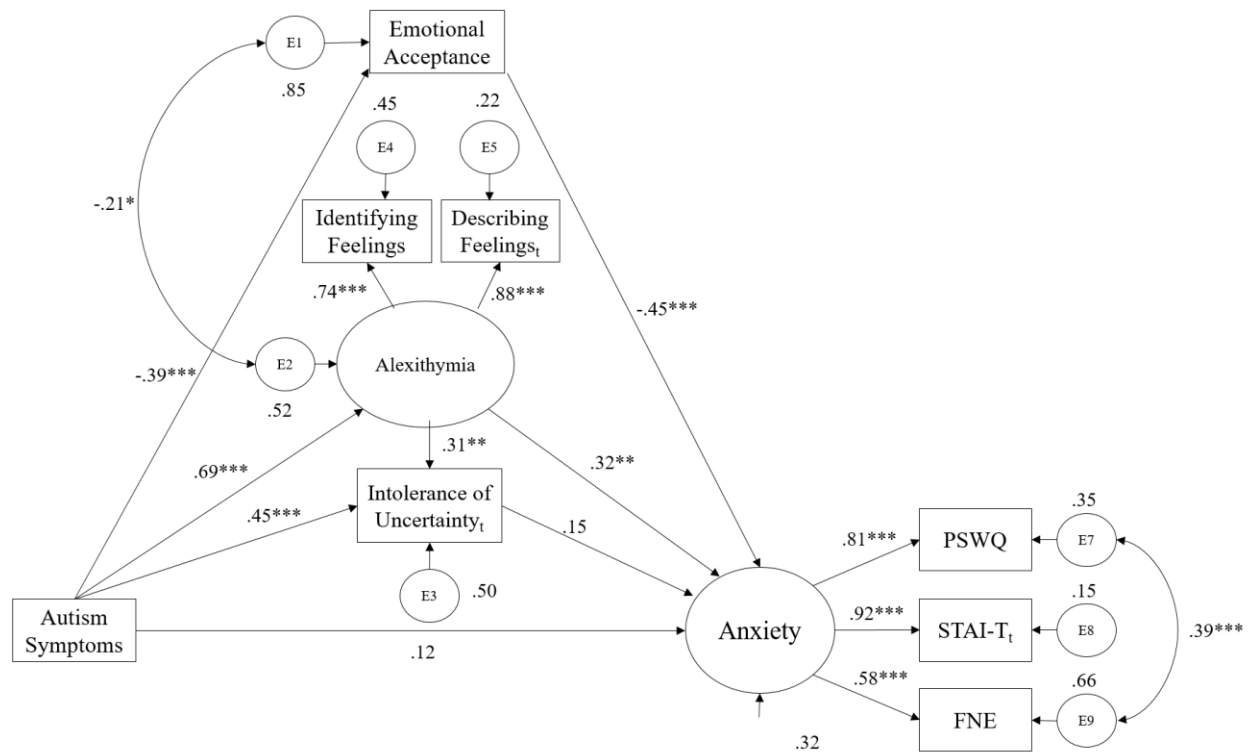 E1
Emotional
Acceptance
.85
.45
.22
E4
E5
-.21*
Identifying
Feelings
Describing
Feelingsₜ
.74***
.88***
-.45***
E2
Alexithymia
-.39***
.52
.31**
.69***
.32**
Intolerance of
Uncertaintyₜ
.45***
.15
.35
PSWQ
E7
.81***
E3
.50
.15
Autism
Symptoms
Anxiety
.92***
STAI-Tₜ
E8
.39***
.12
.58***
.66
FNE
E9
.32